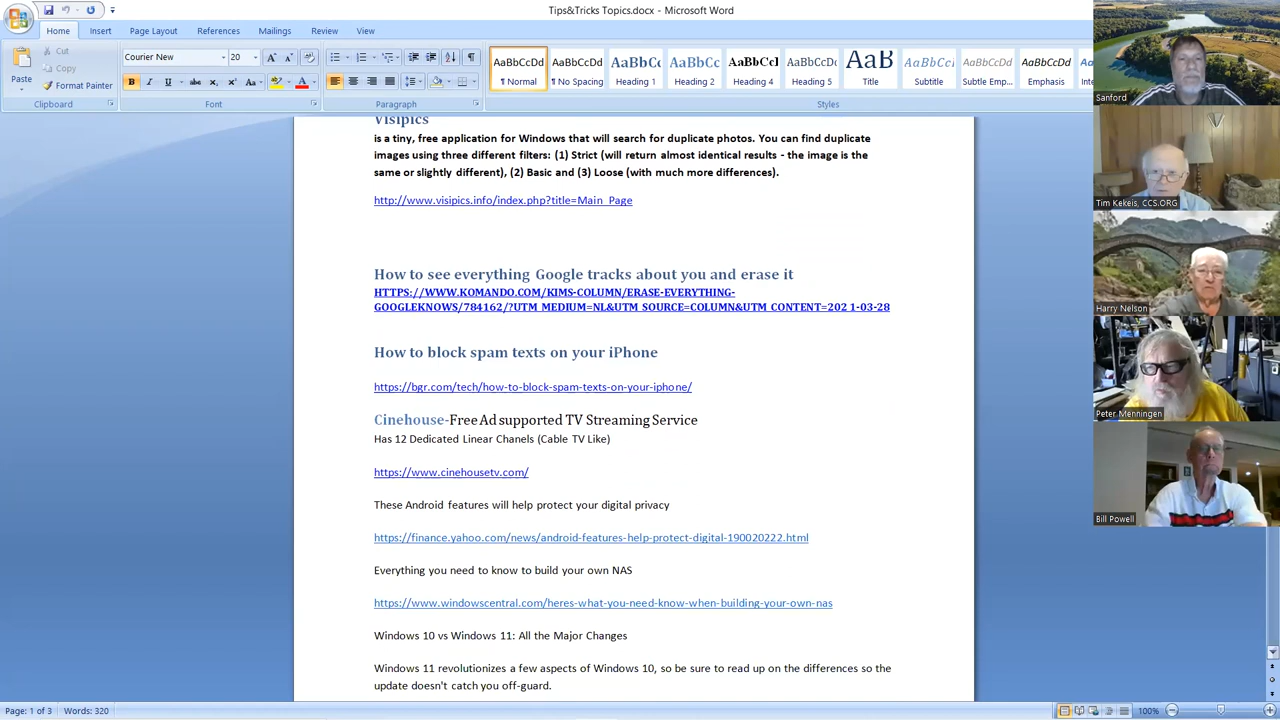 Tips&Tricks Topics.docx - Microsoft Word
Home Insert Page Layout References Mailings Review View
Paste
Cut
Copy
Format Painter
Clipboard
Courier New 20
Font
Paragraph
AaBbCcDd AaBbCcDd AaBbCc AaBbCc AaBbCcI AaBbCcDc AaB AaBbCcDd AaBbCcDd AaBbCcDd
¶ Normal ¶ No Spacing Heading 1 Heading 2 Heading 4 Heading 5 Title Subtitle Subtle Emp... Emphasis
Styles
Visipics
is a tiny, free application for Windows that will search for duplicate photos. You can find duplicate
images using three different filters: (1) Strict (will return almost identical results - the image is the
same or slightly different), (2) Basic and (3) Loose (with much more differences).
http://www.visipics.info/index.php?title=Main_Page
How to see everything Google tracks about you and erase it
HTTPS://WWW.KOMANDO.COM/KIMS-COLUMN/ERASE-EVERYTHING-
GOOGLEKNOWS/784162/?UTM_MEDIUM=NL&UTM_SOURCE=COLUMN&UTM_CONTENT=202 1-03-28
How to block spam texts on your iPhone
https://bgr.com/tech/how-to-block-spam-texts-on-your-iphone/
Cinehouse-Free Ad supported TV Streaming Service
Has 12 Dedicated Linear Chanels (Cable TV Like)
https://www.cinehousetv.com/
These Android features will help protect your digital privacy
https://finance.yahoo.com/news/android-features-help-protect-digital-190020222.html
Everything you need to know to build your own NAS
https://www.windowscentral.com/heres-what-you-need-know-when-building-your-own-nas
Windows 10 vs Windows 11: All the Major Changes
Windows 11 revolutionizes a few aspects of Windows 10, so be sure to read up on the differences so the
update doesn't catch you off-guard.
Page: 1 of 3 Words: 320
100%
Sanford
Tim Kekeis, CCS.ORG
Harry Nelson
Peter Menningen
Bill Powell